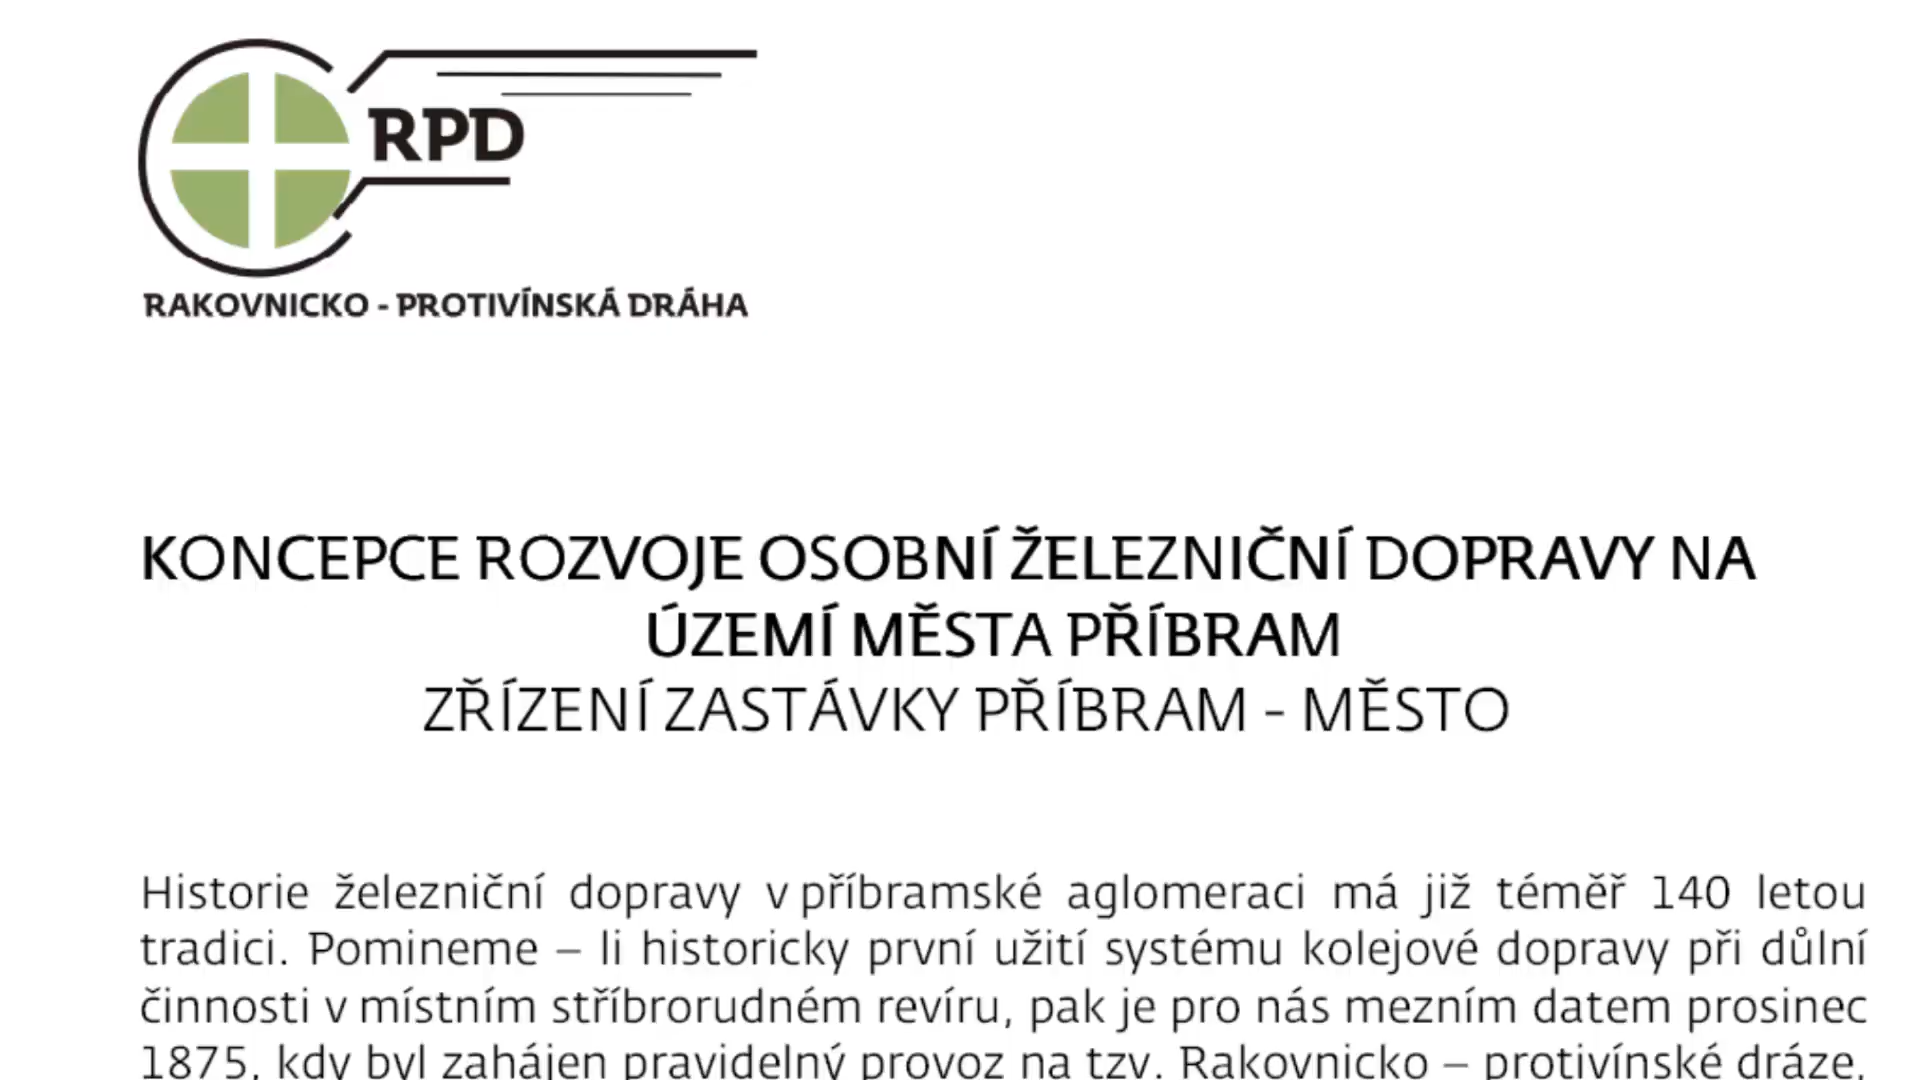 RPD
RAKOVNICKO - PROTIVÍNSKÁ DRÁHA
KONCEPCE ROZVOJE OSOBNÍ ŽELEZNIČNÍ DOPRAVY NA
ÚZEMÍ MĚSTA PŘÍBRAM
ZŘÍZENÍ ZASTÁVKY PŘÍBRAM - MĚSTO
Historie železniční dopravy v příbramské aglomeraci má již téměř 140 letou
tradici. Pomineme – li historicky první užití systému kolejové dopravy při důlní
činnosti v místním stříbrorudném revíru, pak je pro nás mezním datem prosinec
1875, kdy byl zahájen pravidelný provoz na tzv. Rakovnicko – protivínské dráze,